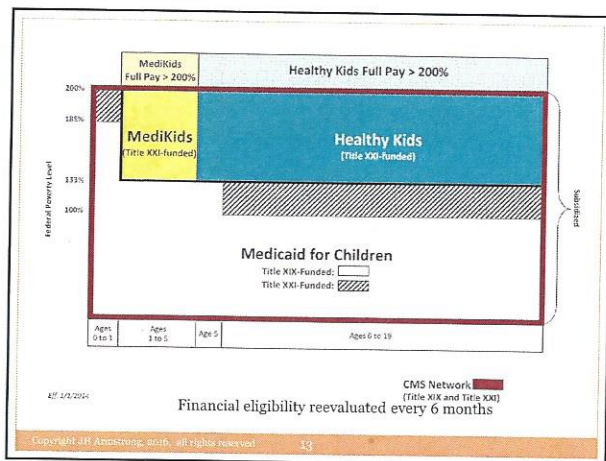 MediKids
Full Pay > 200%
Healthy Kids Full Pay > 200%
200%
185%
133%
100%
Federal Poverty Level
MediKids
(Title XXI-funded)
Healthy Kids
(Title XXI-funded)
Subsidized
Medicaid for Children
Title XIX-Funded:
Title XXI-Funded:
Ages
0 to 1
Ages
1 to 5
Age 5
Ages 6 to 19
CMS Network
(Title XIX and Title XXI)
Eff
Financial eligibility reevaluated every 6 months
Copyright JH Armstrong, 2016, all rights reserved
13